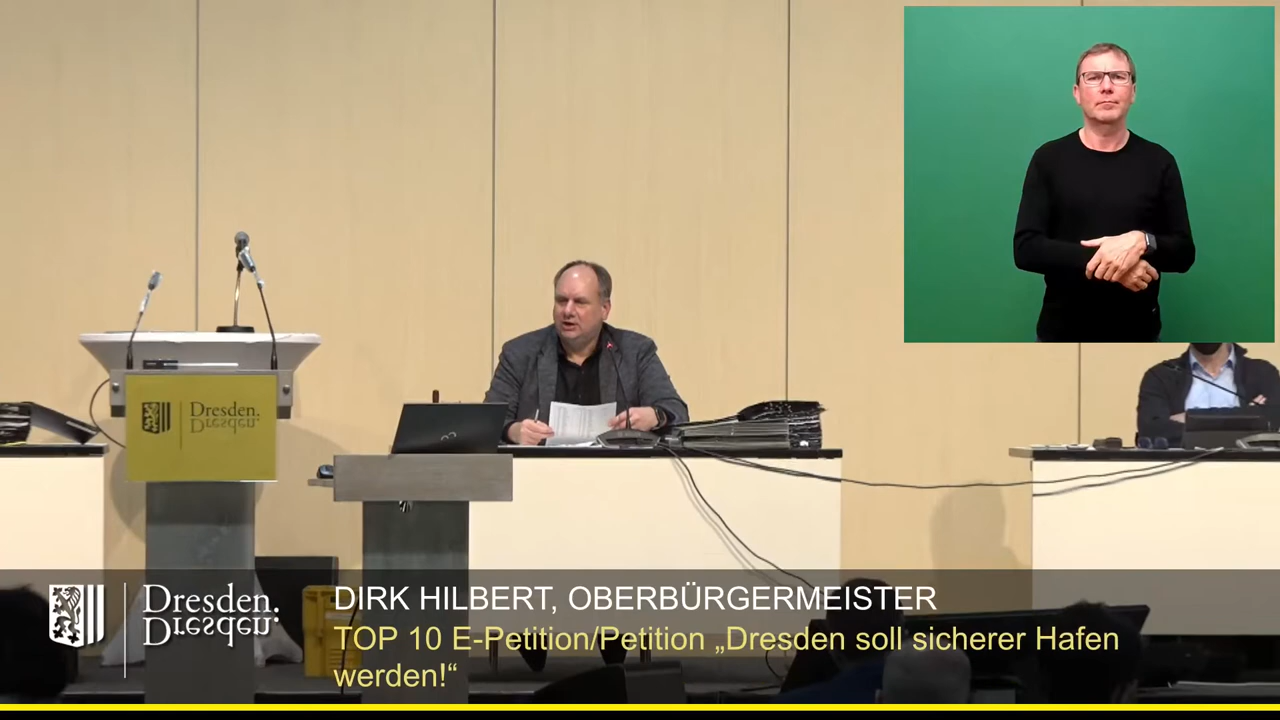 Dresden.
Dresden.
Dresden.
Dresden.
DIRK HILBERT, OBERBÜRGERMEISTER
TOP 10 E-Petition/Petition „Dresden soll sicherer Hafen
werden!“